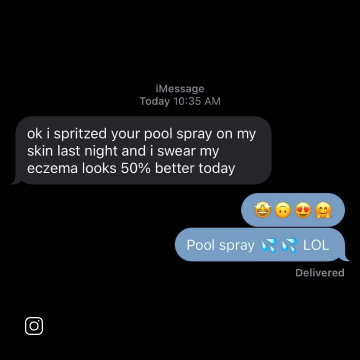 iMessage
Today 10:35 AM
ok i spritzed your pool spray on my
skin last night and i swear my
eczema looks 50% better today
🤩🙃😍🤗
Pool spray 💦💦 LOL
Delivered